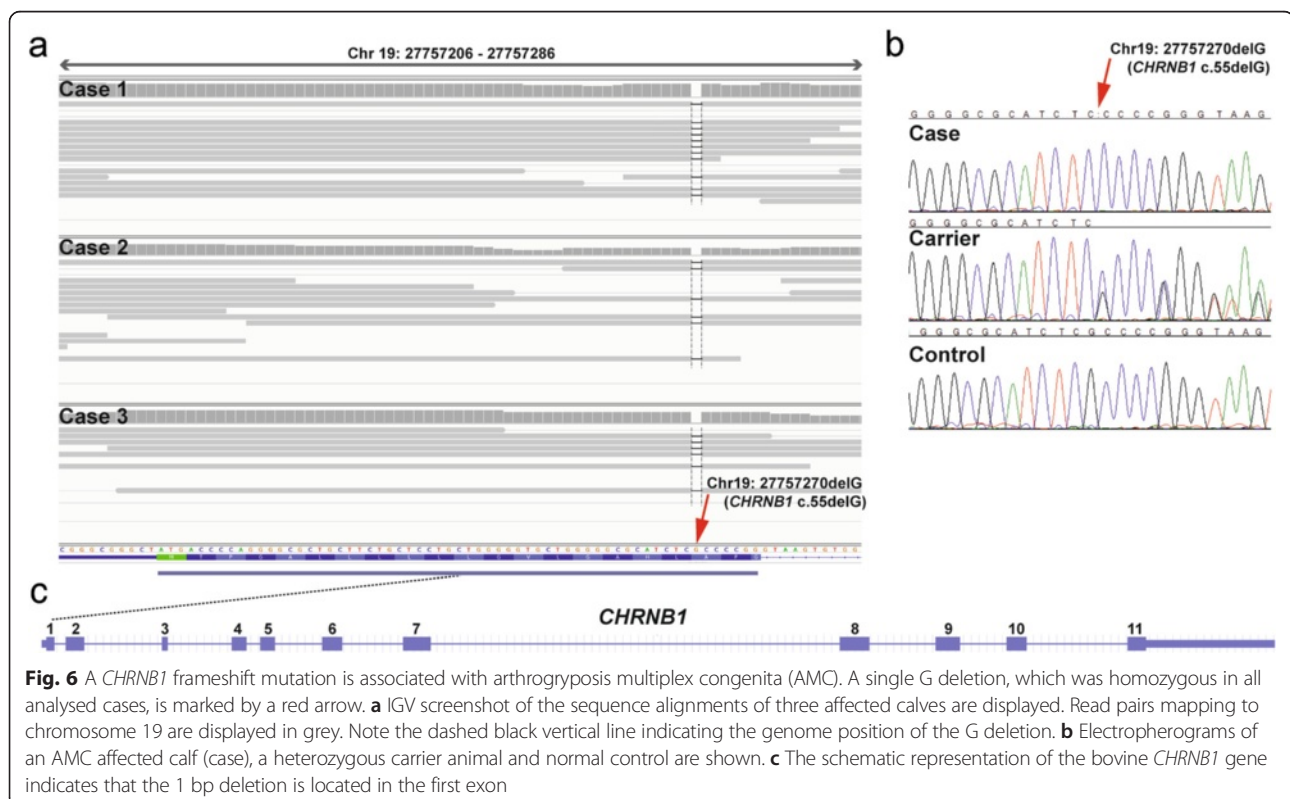 a
Chr 19: 27757206 - 27757286
Case 1
Case 2
Case 3
Chr19: 27757270delG
(CHRNB1 c.55delG)
b
Chr19: 27757270delG
(CHRNB1 c.55delG)
G G G G C G C A T C T C : C C C C G G G T A A G
Case
G G G G C G C A T C T C
Carrier
G G G C G C A T C T C G C C C C G G G T A A G
Control
c
CHRNB1
1 2 3 4 5 6 7 8 9 10 11
Fig. 6 A CHRNB1 frameshift mutation is associated with arthrogryposis multiplex congenita (AMC). A single G deletion, which was homozygous in all
analysed cases, is marked by a red arrow. a IGV screenshot of the sequence alignments of three affected calves are displayed. Read pairs mapping to
chromosome 19 are displayed in grey. Note the dashed black vertical line indicating the genome position of the G deletion. b Electropherograms of
an AMC affected calf (case), a heterozygous carrier animal and normal control are shown. c The schematic representation of the bovine CHRNB1 gene
indicates that the 1 bp deletion is located in the first exon